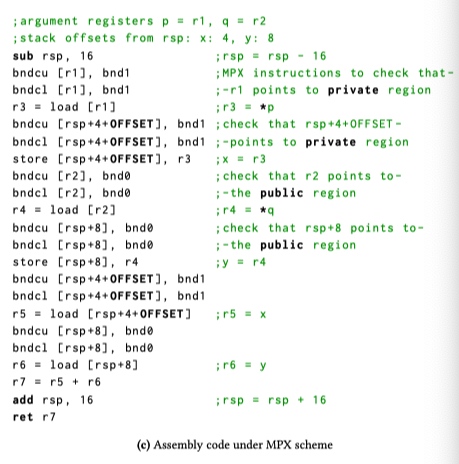 ;argument registers p = r1, q = r2
;stack offsets from rsp: x: 4, y: 8
sub rsp, 16 ;rsp = rsp - 16
bndcu [r1], bnd1 ;MPX instructions to check that-
bndcl [r1], bnd1 ;-r1 points to private region
r3 = load [r1] ;r3 = *p
bndcu [rsp+4+OFFSET], bnd1 ;check that rsp+4+OFFSET-
bndcl [rsp+4+OFFSET], bnd1 ;-points to private region
store [rsp+4+OFFSET], r3 ;x = r3
bndcu [r2], bnd0 ;check that r2 points to-
bndcl [r2], bnd0 ;-the public region
r4 = load [r2] ;r4 = *q
bndcu [rsp+8], bnd0 ;check that rsp+8 points to-
bndcl [rsp+8], bnd0 ;-the public region
store [rsp+8], r4 ;y = r4
bndcu [rsp+4+OFFSET], bnd1
bndcl [rsp+4+OFFSET], bnd1
r5 = load [rsp+4+OFFSET] ;r5 = x
bndcu [rsp+8], bnd0
bndcl [rsp+8], bnd0
r6 = load [rsp+8] ;r6 = y
r7 = r5 + r6
add rsp, 16 ;rsp = rsp + 16
ret r7
(c) Assembly code under MPX scheme